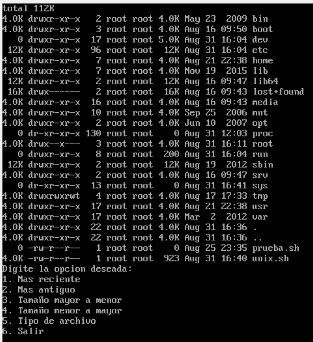 total 112K
4.0K drwxr-xr-x 2 root root 4.0K May 23 2009 bin
4.0K drwxr-xr-x 3 root root 4.0K Aug 16 09:50 boot
0 drwxr-xr-x 17 root root 5.0K Aug 31 16:04 dev
12K drwxr-xr-x 96 root root 12K Aug 31 16:04 etc
4.0K drwxr-xr-x 7 root root 4.0K Aug 21 22:38 home
4.0K drwxr-xr-x 7 root root 4.0K Nov 19 2015 lib
12K drwxr-xr-x 2 root root 12K Aug 16 09:47 lib64
16K drwx------ 2 root root 16K Aug 16 09:43 lost+found
4.0K drwxr-xr-x 16 root root 4.0K Aug 16 09:43 media
4.0K drwxr-xr-x 10 root root 4.0K Sep 25 2006 mnt
4.0K drwxr-xr-x 2 root root 4.0K Jun 10 2007 opt
0 dr-xr-xr-x 130 root root 0 Aug 31 12:03 proc
4.0K drwx------ 3 root root 4.0K Aug 31 16:11 root
0 drwxr-xr-x 8 root root 200 Aug 31 16:04 run
12K drwxr-xr-x 2 root root 12K Aug 19 2012 sbin
4.0K drwxr-xr-x 2 root root 4.0K Aug 16 09:47 srv
0 dr-xr-xr-x 13 root root 0 Aug 31 16:41 sys
4.0K drwxrwxrwt 4 root root 4.0K Aug 17 17:33 tmp
4.0K drwxr-xr-x 17 root root 4.0K Aug 21 22:38 usr
4.0K drwxr-xr-x 17 root root 4.0K Mar 2 2012 var
4.0K drwxr-xr-x 22 root root 4.0K Aug 31 16:36 .
4.0K drwxr-xr-x 22 root root 4.0K Aug 31 16:36 ..
0 -rw-r--r-- 1 root root 0 Aug 25 23:35 prueba.sh
4.0K -rw-r--r-- 1 root root 923 Aug 31 16:40 unix.sh
Digite la opcion deseada:
1. Mas reciente
2. Mas antiguo
3. Tamaño mayor a menor
4. Tamaño menor a mayor
5. Tipo de archivo
6. Salir